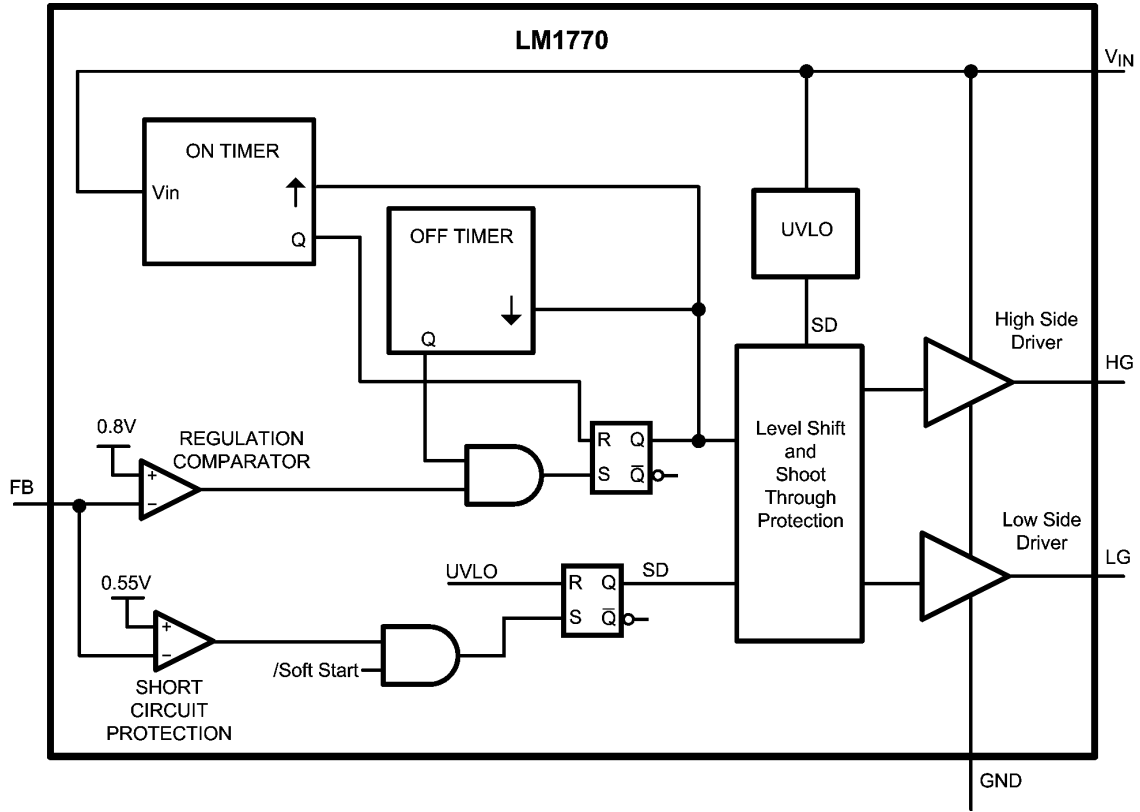 LM1770
VIN
ON TIMER
Vin
Q
OFF TIMER
Q
UVLO
SD
High Side
Driver
HG
0.8V
REGULATION
COMPARATOR
+
−
FB
R Q
S Q̅
Level Shift
and
Shoot
Through
Protection
Low Side
Driver
LG
0.55V
+
−
UVLO
R Q
S Q̅
SD
/Soft Start
SHORT
CIRCUIT
PROTECTION
GND